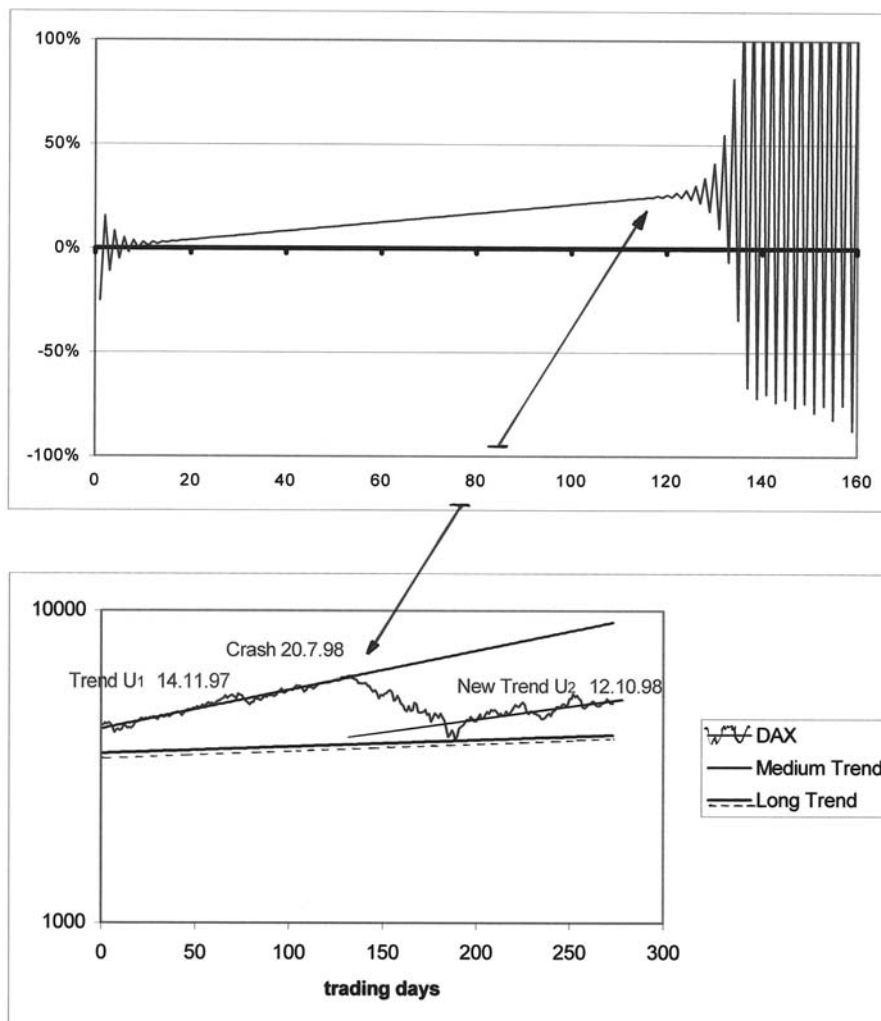 100%
50%
0%
-50%
-100%
0 20 40 60 80 100 120 140 160
10000
Crash 20.7.98
Trend U1 14.11.97
New Trend U2 12.10.98
DAX
Medium Trend
Long Trend
1000
0 50 100 150 200 250 300
trading days